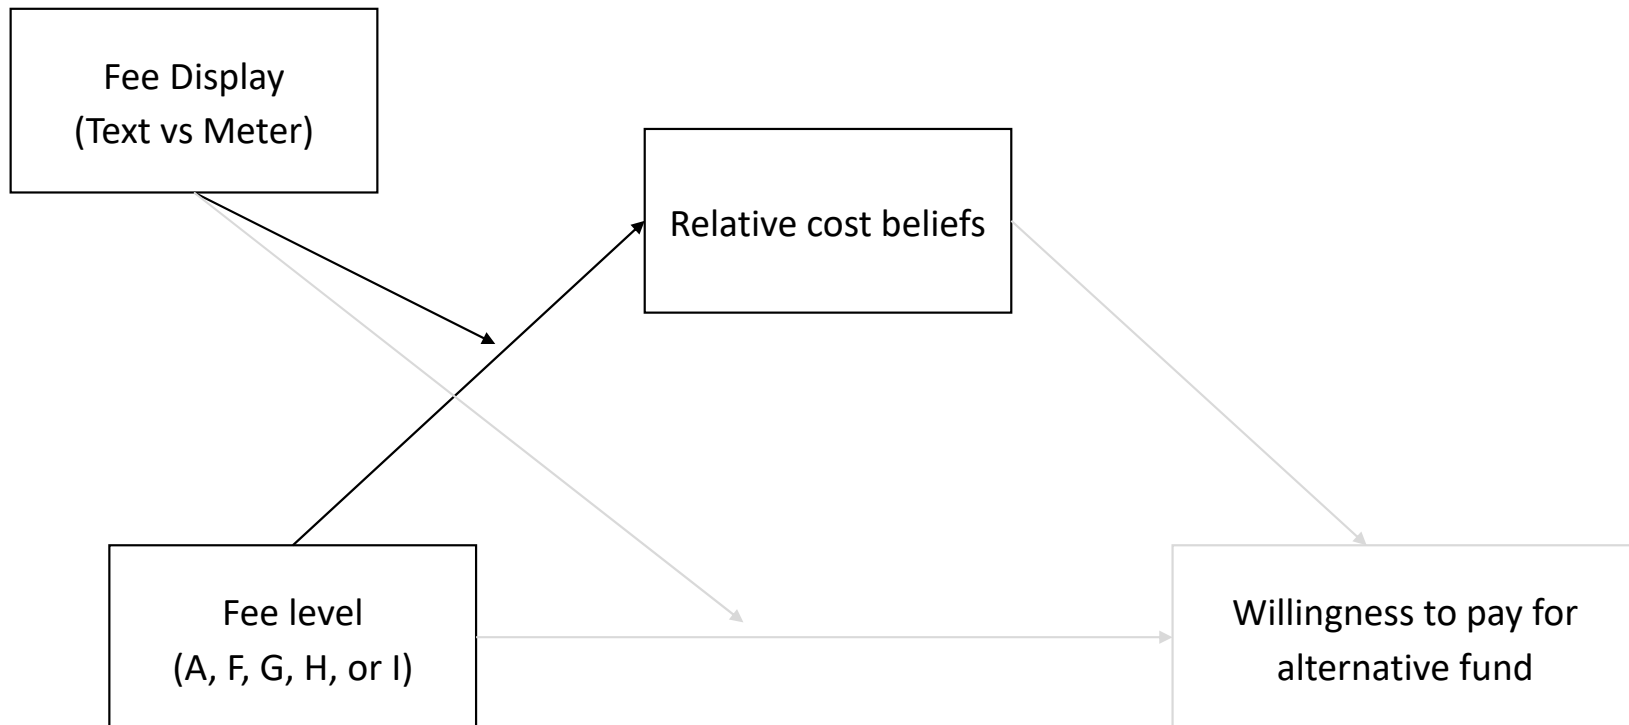 Fee Display
(Text vs Meter)
Relative cost beliefs
Fee level
(A, F, G, H, or I)
Willingness to pay for
alternative fund